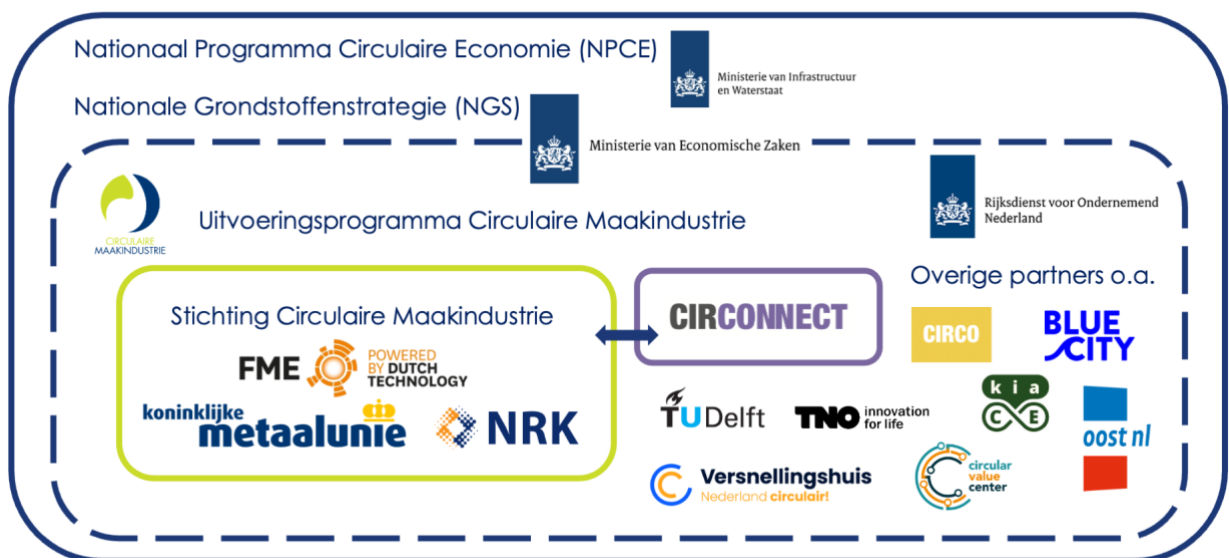 Nationaal Programma Circulaire Economie (NPCE)
Ministerie van Infrastructuur
en Waterstaat
Nationale Grondstoffenstrategie (NGS)
Ministerie van Economische Zaken
Rijksdienst voor Ondernemend
Nederland
CIRCULAIRE
MAAKINDUSTRIE
Uitvoeringsprogramma Circulaire Maakindustrie
Stichting Circulaire Maakindustrie
FME
POWERED
BY DUTCH
TECHNOLOGY
koninklijke
metaalunie
NRK
CIRCONNECT
Overige partners o.a.
CIRCO
BLUE
CITY
TU Delft
TNO innovation
for life
kia
CE
oost nl
Versnellingshuis
Nederland circulair!
circular
value
center